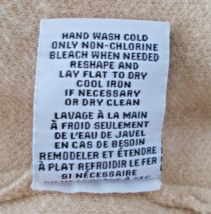 HAND WASH COLD
ONLY NON-CHLORINE
BLEACH WHEN NEEDED
RESHAPE AND
LAY FLAT TO DRY
COOL IRON
IF NECESSARY
OR DRY CLEAN
LAVAGE À LA MAIN
À FROID SEULEMENT
DE L'EAU DE JAVEL
EN CAS DE BESOIN
REMODELER ET ÉTENDRE
À PLAT REFROIDIR LE FER
SI NÉCESSAIRE